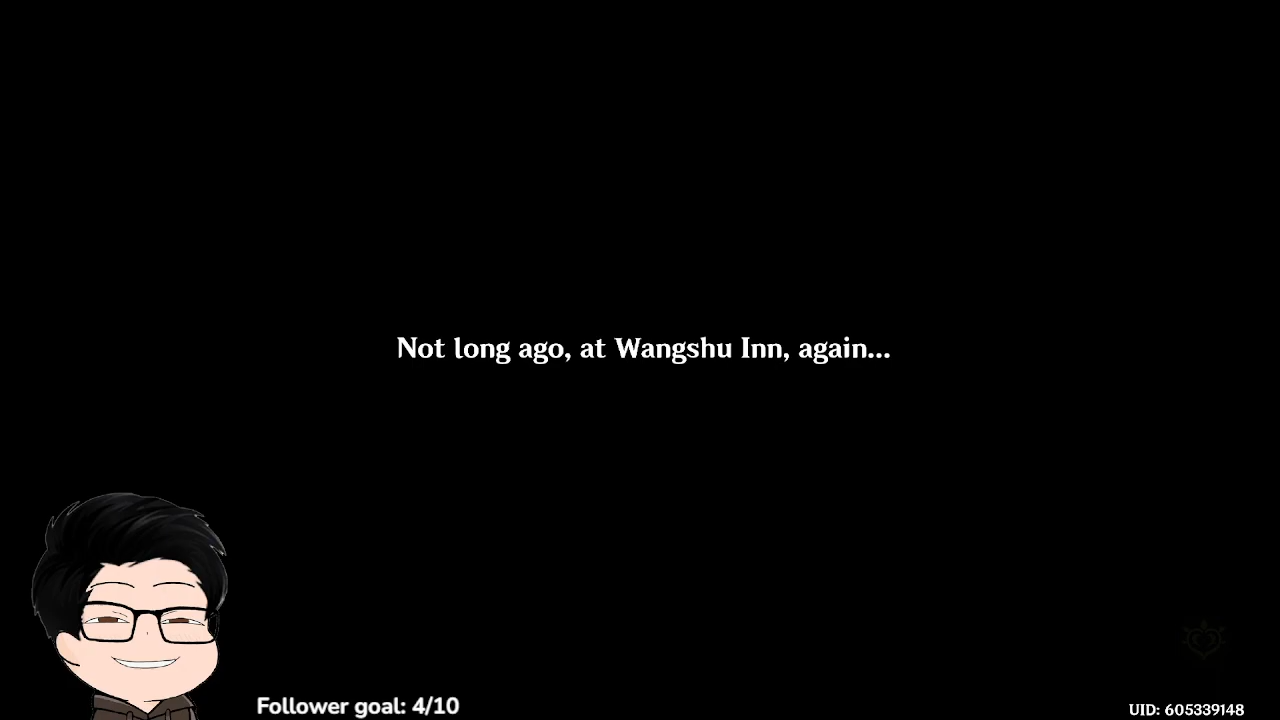 Not long ago, at Wangshu Inn, again...
Follower goal: 4/10
UID: 605339148